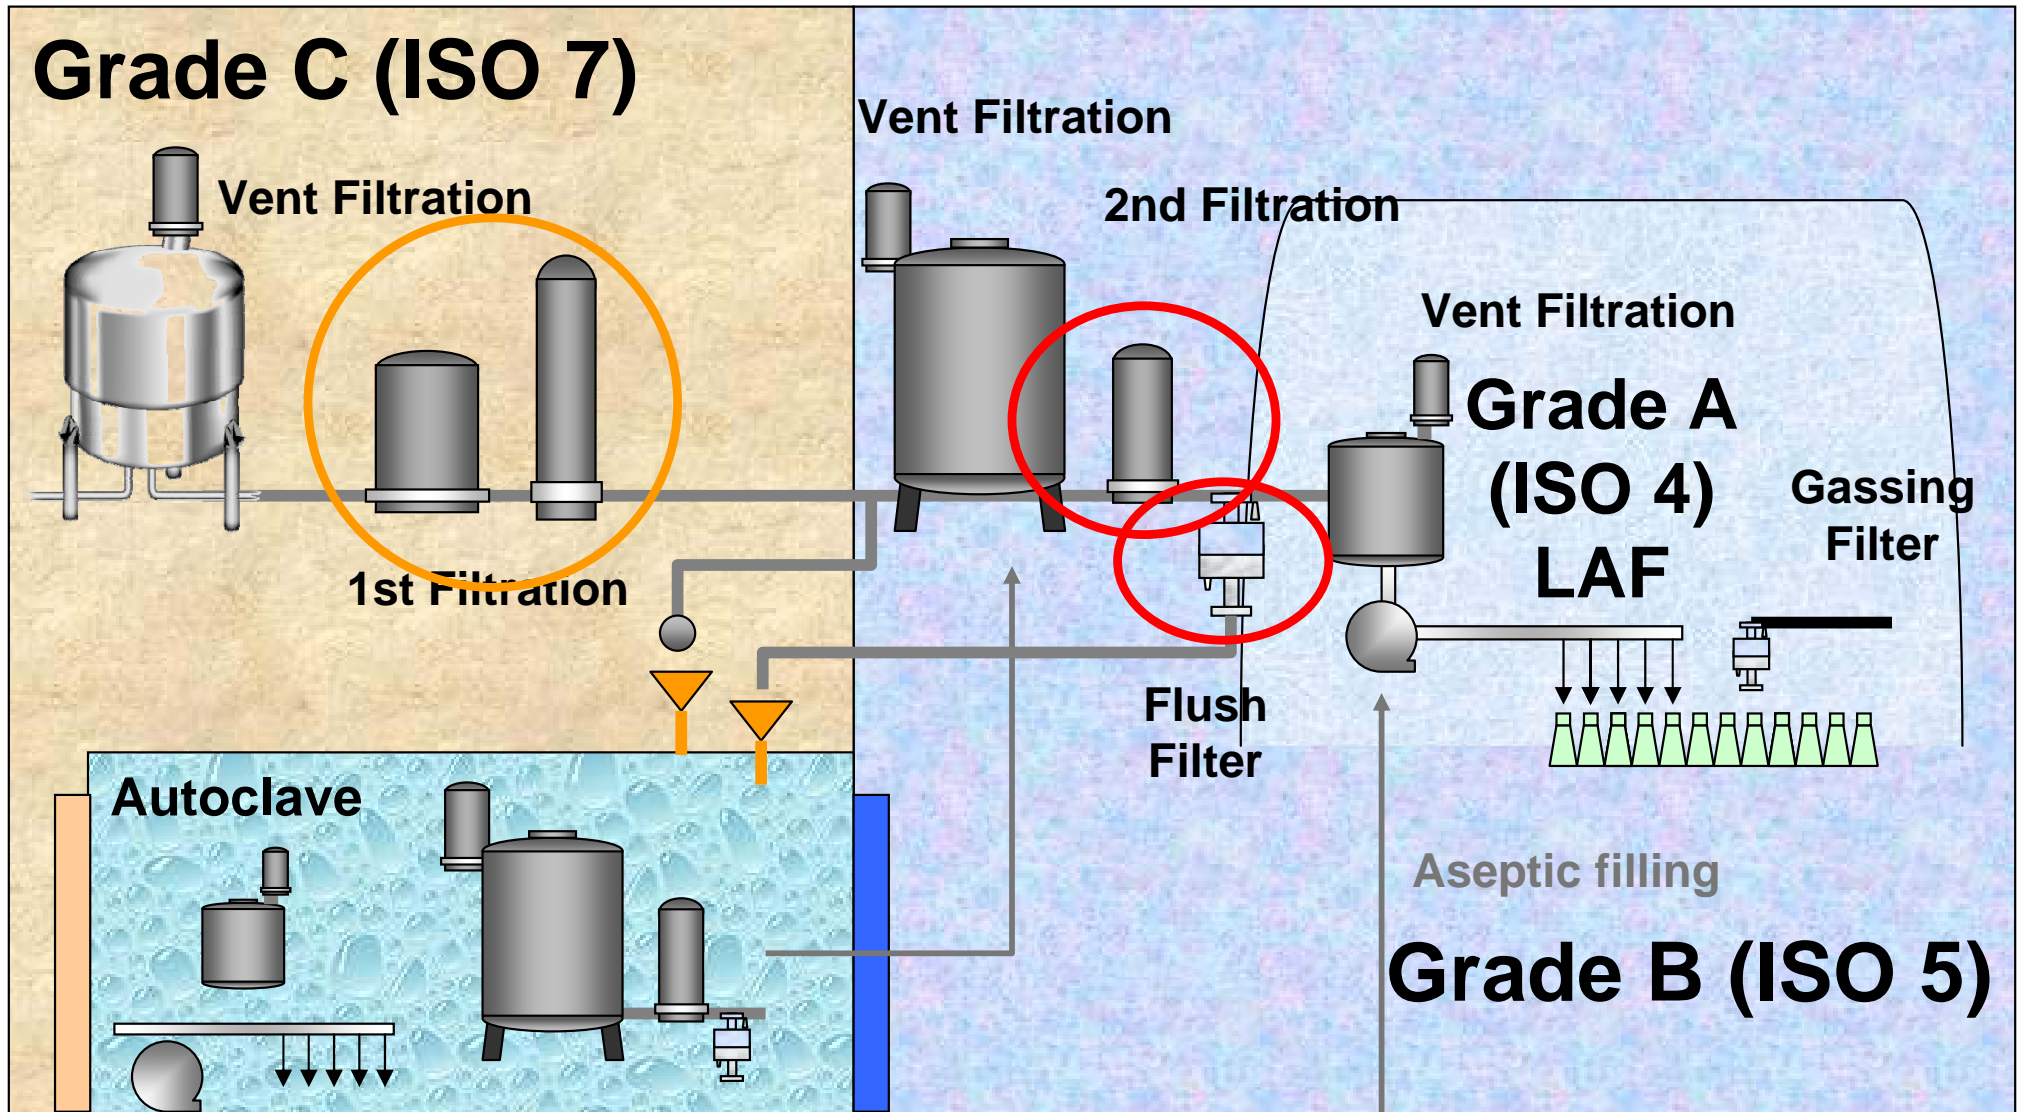 Grade C (ISO 7)
Vent Filtration
1st Filtration
Autoclave
Vent Filtration
2nd Filtration
Vent Filtration
Grade A
(ISO 4)
LAF
Gassing
Filter
Flush
Filter
Aseptic filling
Grade B (ISO 5)